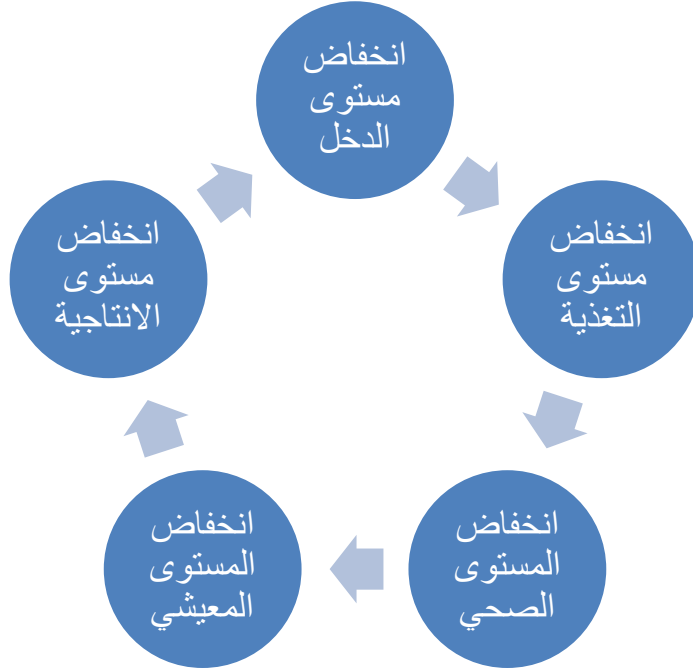 انخفاض
مستوى
الدخل
انخفاض
مستوى
التغذية
انخفاض
المستوى
الصحي
انخفاض
المستوى
المعيشي
انخفاض
مستوى
الانتاجية